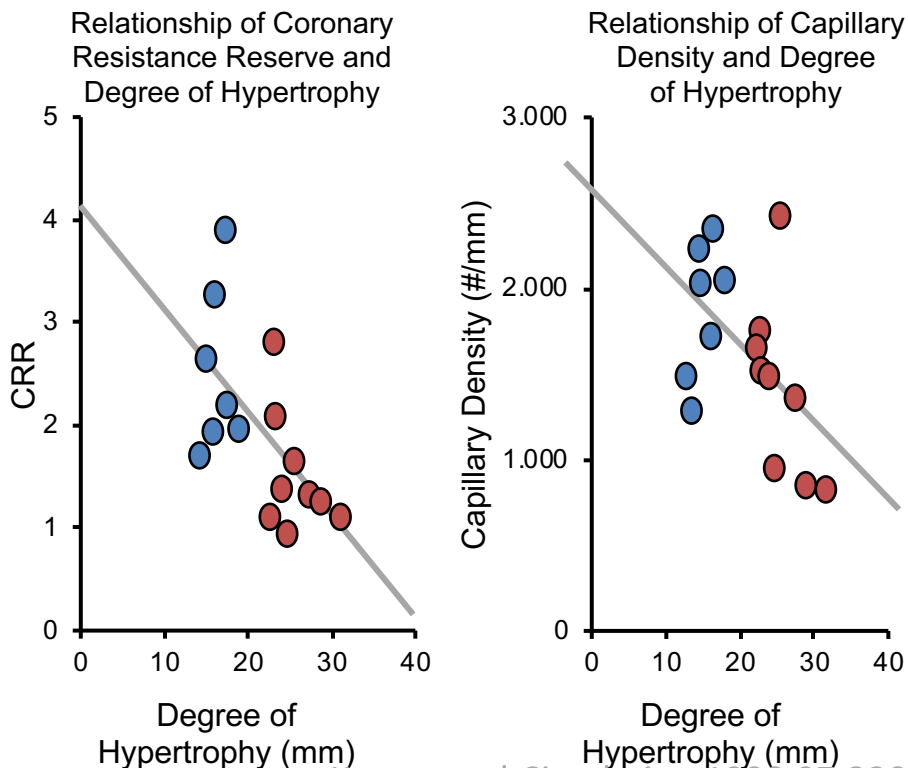 Relationship of Coronary
Resistance Reserve and
Degree of Hypertrophy
5
4
3
2
1
0
CRR
0 10 20 30 40
Degree of
Hypertrophy (mm)
Relationship of Capillary
Density and Degree
of Hypertrophy
3.000
2.000
1.000
0
Capillary Density (#/mm)
0 10 20 30 40
Degree of
Hypertrophy (mm)